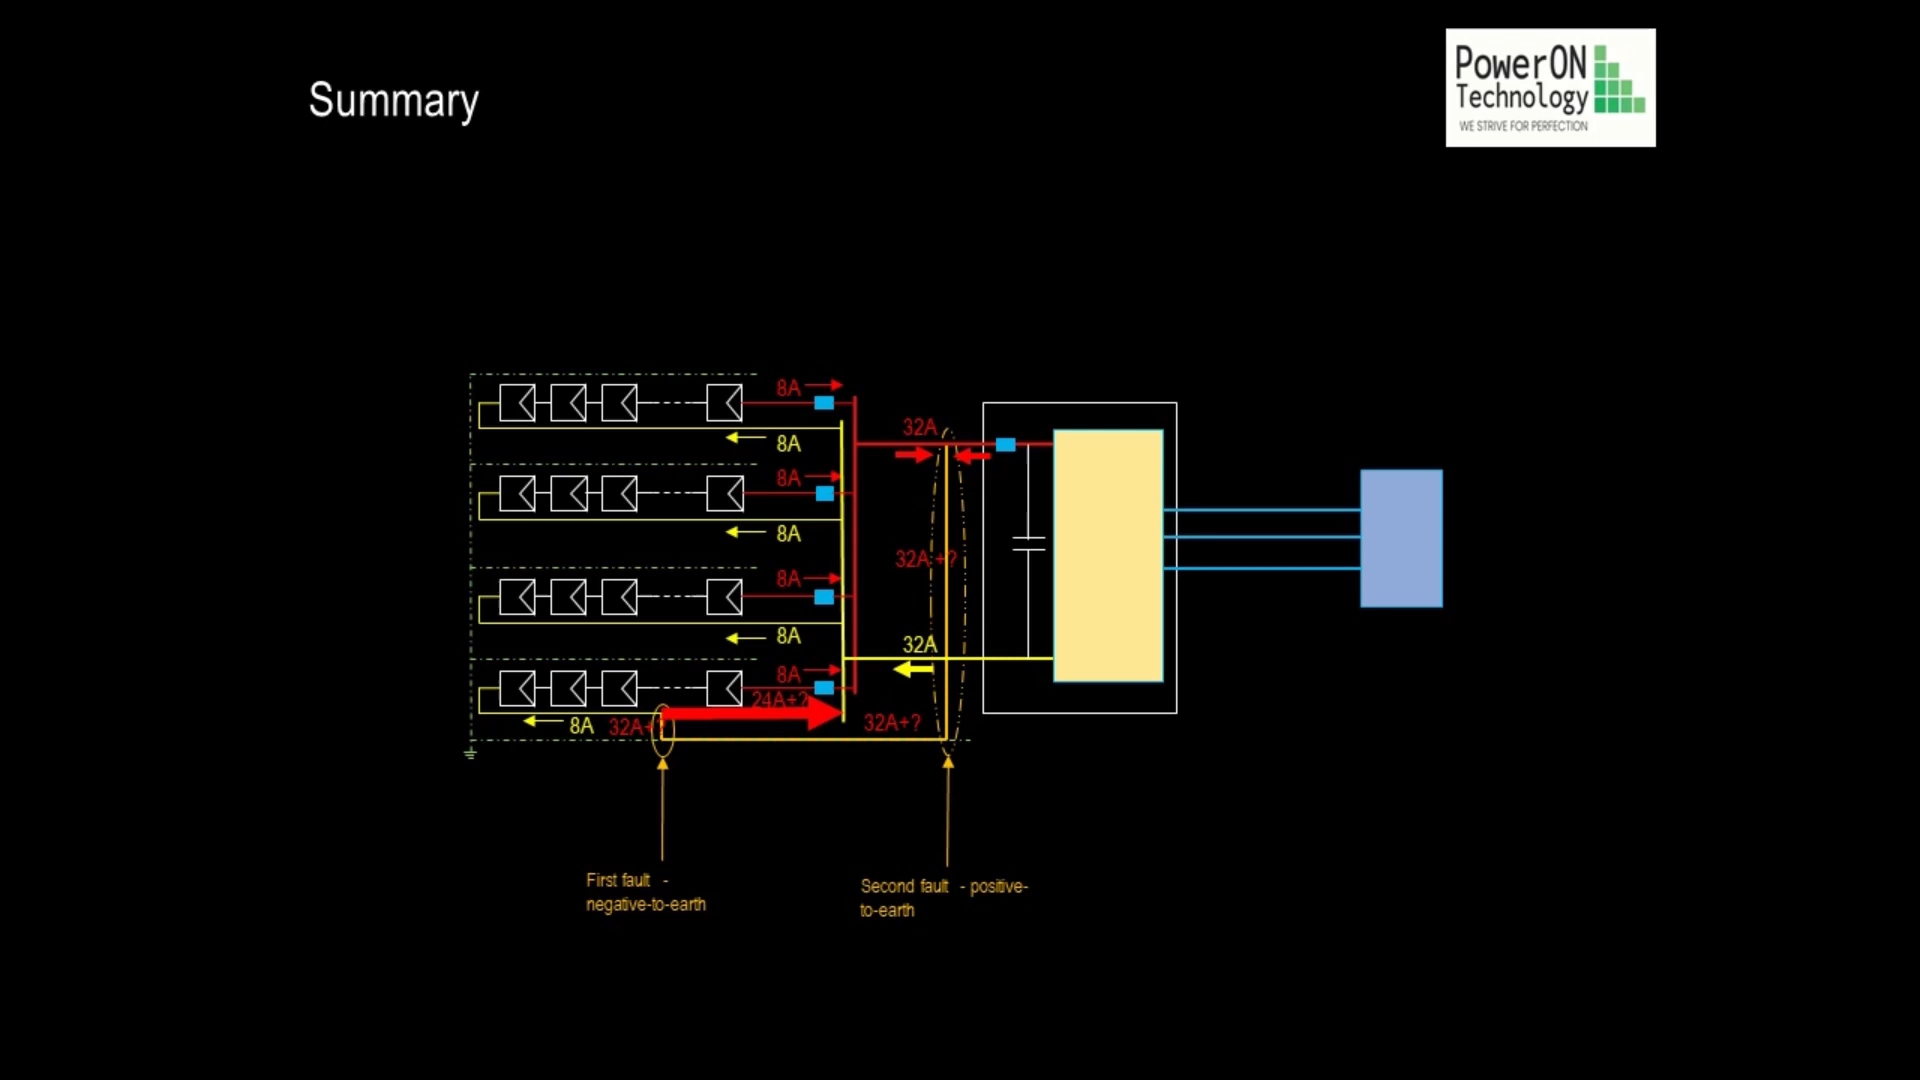 Summary
PowerON
Technology
WE STRIVE FOR PERFECTION
8A
8A
8A
8A
8A
8A
8A
24A+?
8A
32A+?
32A
32A+?
32A
32A+?
First fault -
negative-to-earth
Second fault - positive-
to-earth